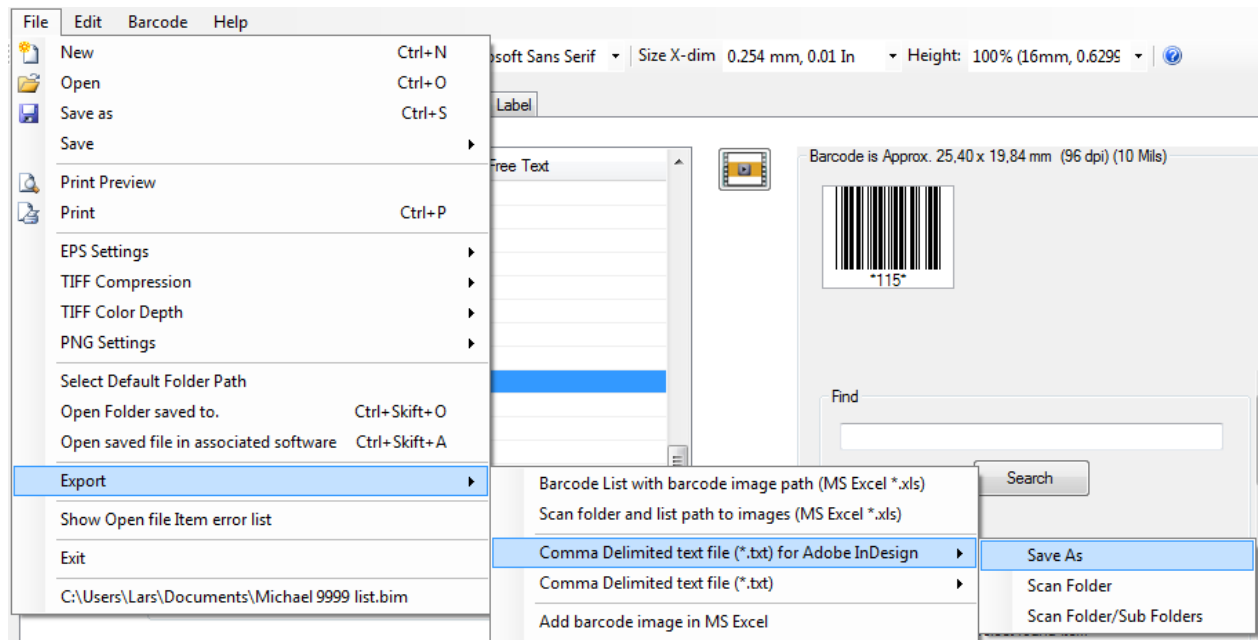 File Edit Barcode Help
New Ctrl+N
osoft Sans Serif Size X-dim 0.254 mm, 0.01 In Height: 100% (16mm, 0.6299
Open Ctrl+O
Save as Ctrl+S
Label
Save
Free Text
Barcode is Approx. 25,40 x 19,84 mm (96 dpi) (10 Mils)
Print Preview
Print Ctrl+P
EPS Settings
TIFF Compression
*115*
TIFF Color Depth
PNG Settings
Select Default Folder Path
Find
Open Folder saved to. Ctrl+Skift+O
Open saved file in associated software Ctrl+Skift+A
Export
Barcode List with barcode image path (MS Excel *.xls)
Search
Scan folder and list path to images (MS Excel *.xls)
Show Open file Item error list
Comma Delimited text file (*.txt) for Adobe InDesign
Save As
Exit
Comma Delimited text file (*.txt)
Scan Folder
C:\Users\Lars\Documents\Michael 9999 list.bim
Add barcode image in MS Excel
Scan Folder/Sub Folders